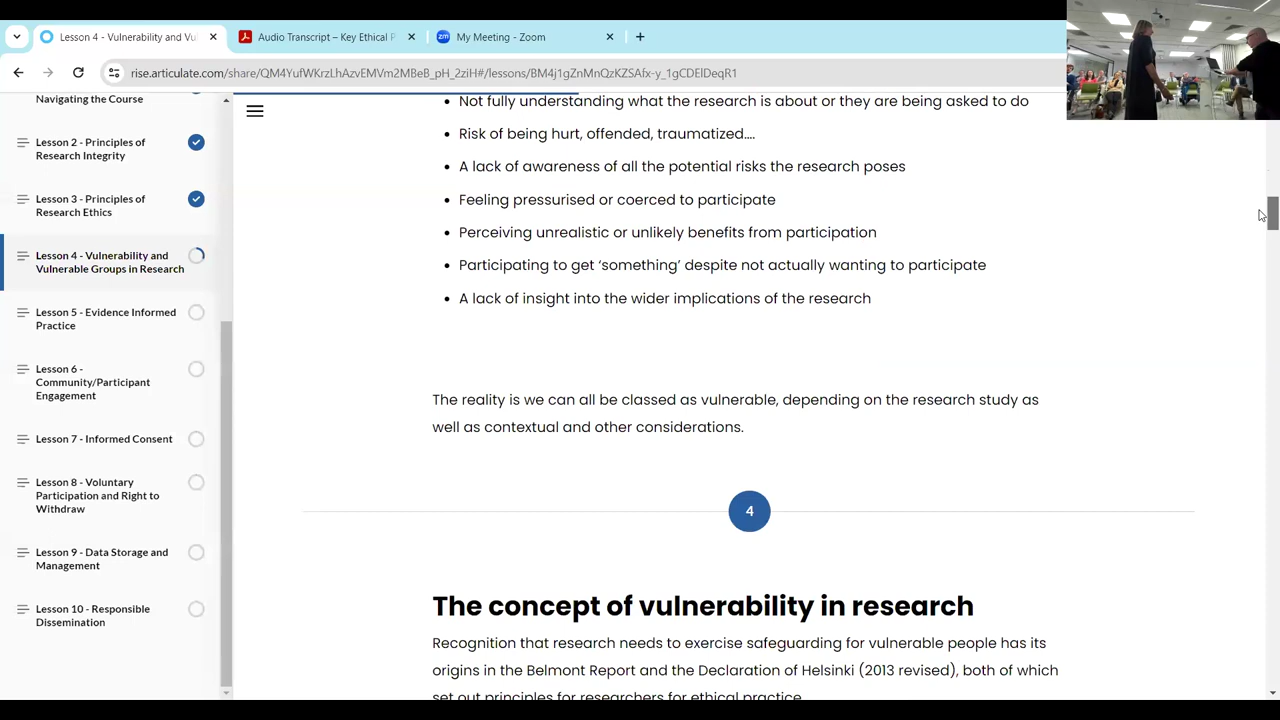 Lesson 4 - Vulnerability and Vu
Audio Transcript – Key Ethical P
My Meeting - Zoom
rise.articulate.com/share/QM4YufWKrzLhAzvEMVm2MBeB_pH_2ziH#/lessons/BM4j1gZnMnQzKZSAfx-y_1gCDElDeqR1
Navigating the Course
Lesson 2 - Principles of
Research Integrity
Lesson 3 - Principles of
Research Ethics
Lesson 4 - Vulnerability and
Vulnerable Groups in Research
Lesson 5 - Evidence Informed
Practice
Lesson 6 -
Community/Participant
Engagement
Lesson 7 - Informed Consent
Lesson 8 - Voluntary
Participation and Right to
Withdraw
Lesson 9 - Data Storage and
Management
Lesson 10 - Responsible
Dissemination
Not fully understanding what the research is about or they are being asked to do
Risk of being hurt, offended, traumatized....
A lack of awareness of all the potential risks the research poses
Feeling pressurised or coerced to participate
Perceiving unrealistic or unlikely benefits from participation
Participating to get ‘something’ despite not actually wanting to participate
A lack of insight into the wider implications of the research
The reality is we can all be classed as vulnerable, depending on the research study as
well as contextual and other considerations.
4
The concept of vulnerability in research
Recognition that research needs to exercise safeguarding for vulnerable people has its
origins in the Belmont Report and the Declaration of Helsinki (2013 revised), both of which
set out principles for researchers for ethical practice.